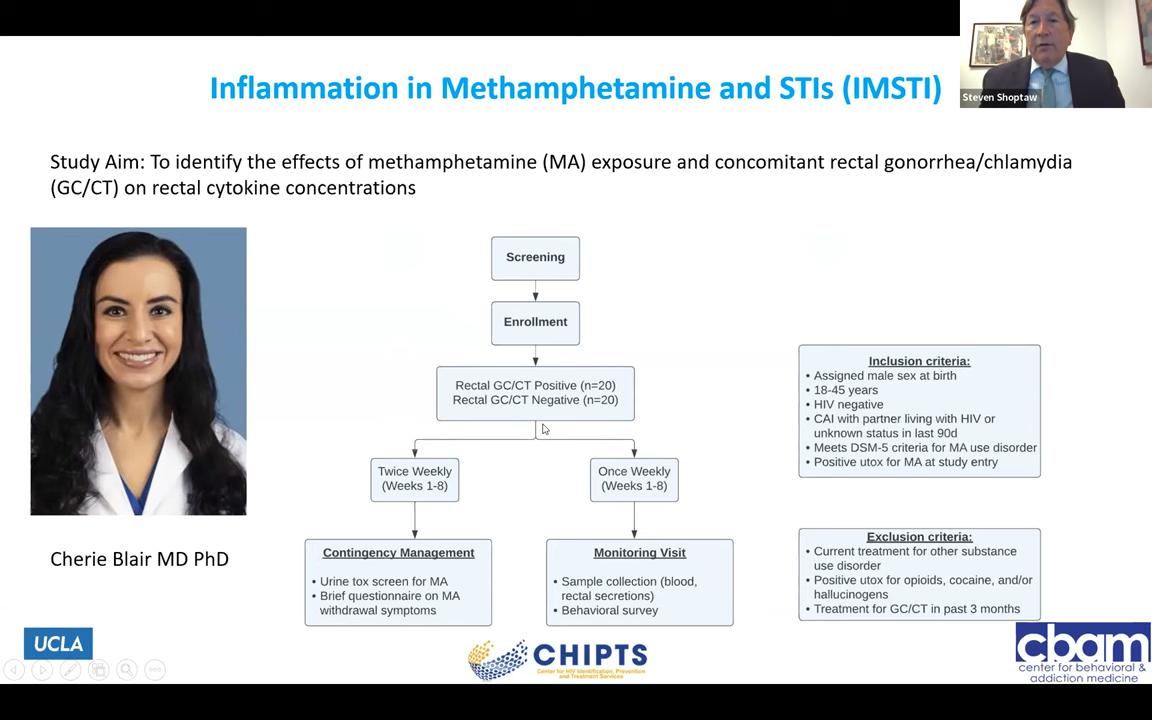 Steven Shoptaw
Inflammation in Methamphetamine and STIs (IMSTI)
Study Aim: To identify the effects of methamphetamine (MA) exposure and concomitant rectal gonorrhea/chlamydia
(GC/CT) on rectal cytokine concentrations
Screening
Enrollment
Rectal GC/CT Positive (n=20)
Rectal GC/CT Negative (n=20)
Twice Weekly
(Weeks 1-8)
Once Weekly
(Weeks 1-8)
Contingency Management
• Urine tox screen for MA
• Brief questionnaire on MA
withdrawal symptoms
Monitoring Visit
• Sample collection (blood,
rectal secretions)
• Behavioral survey
Inclusion criteria:
• Assigned male sex at birth
• 18-45 years
• HIV negative
• CAI with partner living with HIV or
unknown status in last 90d
• Meets DSM-5 criteria for MA use disorder
• Positive utox for MA at study entry
Exclusion criteria:
• Current treatment for other substance
use disorder
• Positive utox for opioids, cocaine, and/or
hallucinogens
• Treatment for GC/CT in past 3 months
Cherie Blair MD PhD
UCLA
CHIPTS
Center for HIV Identification, Prevention
and Treatment Services
cbam
center for behavioral &
addiction medicine